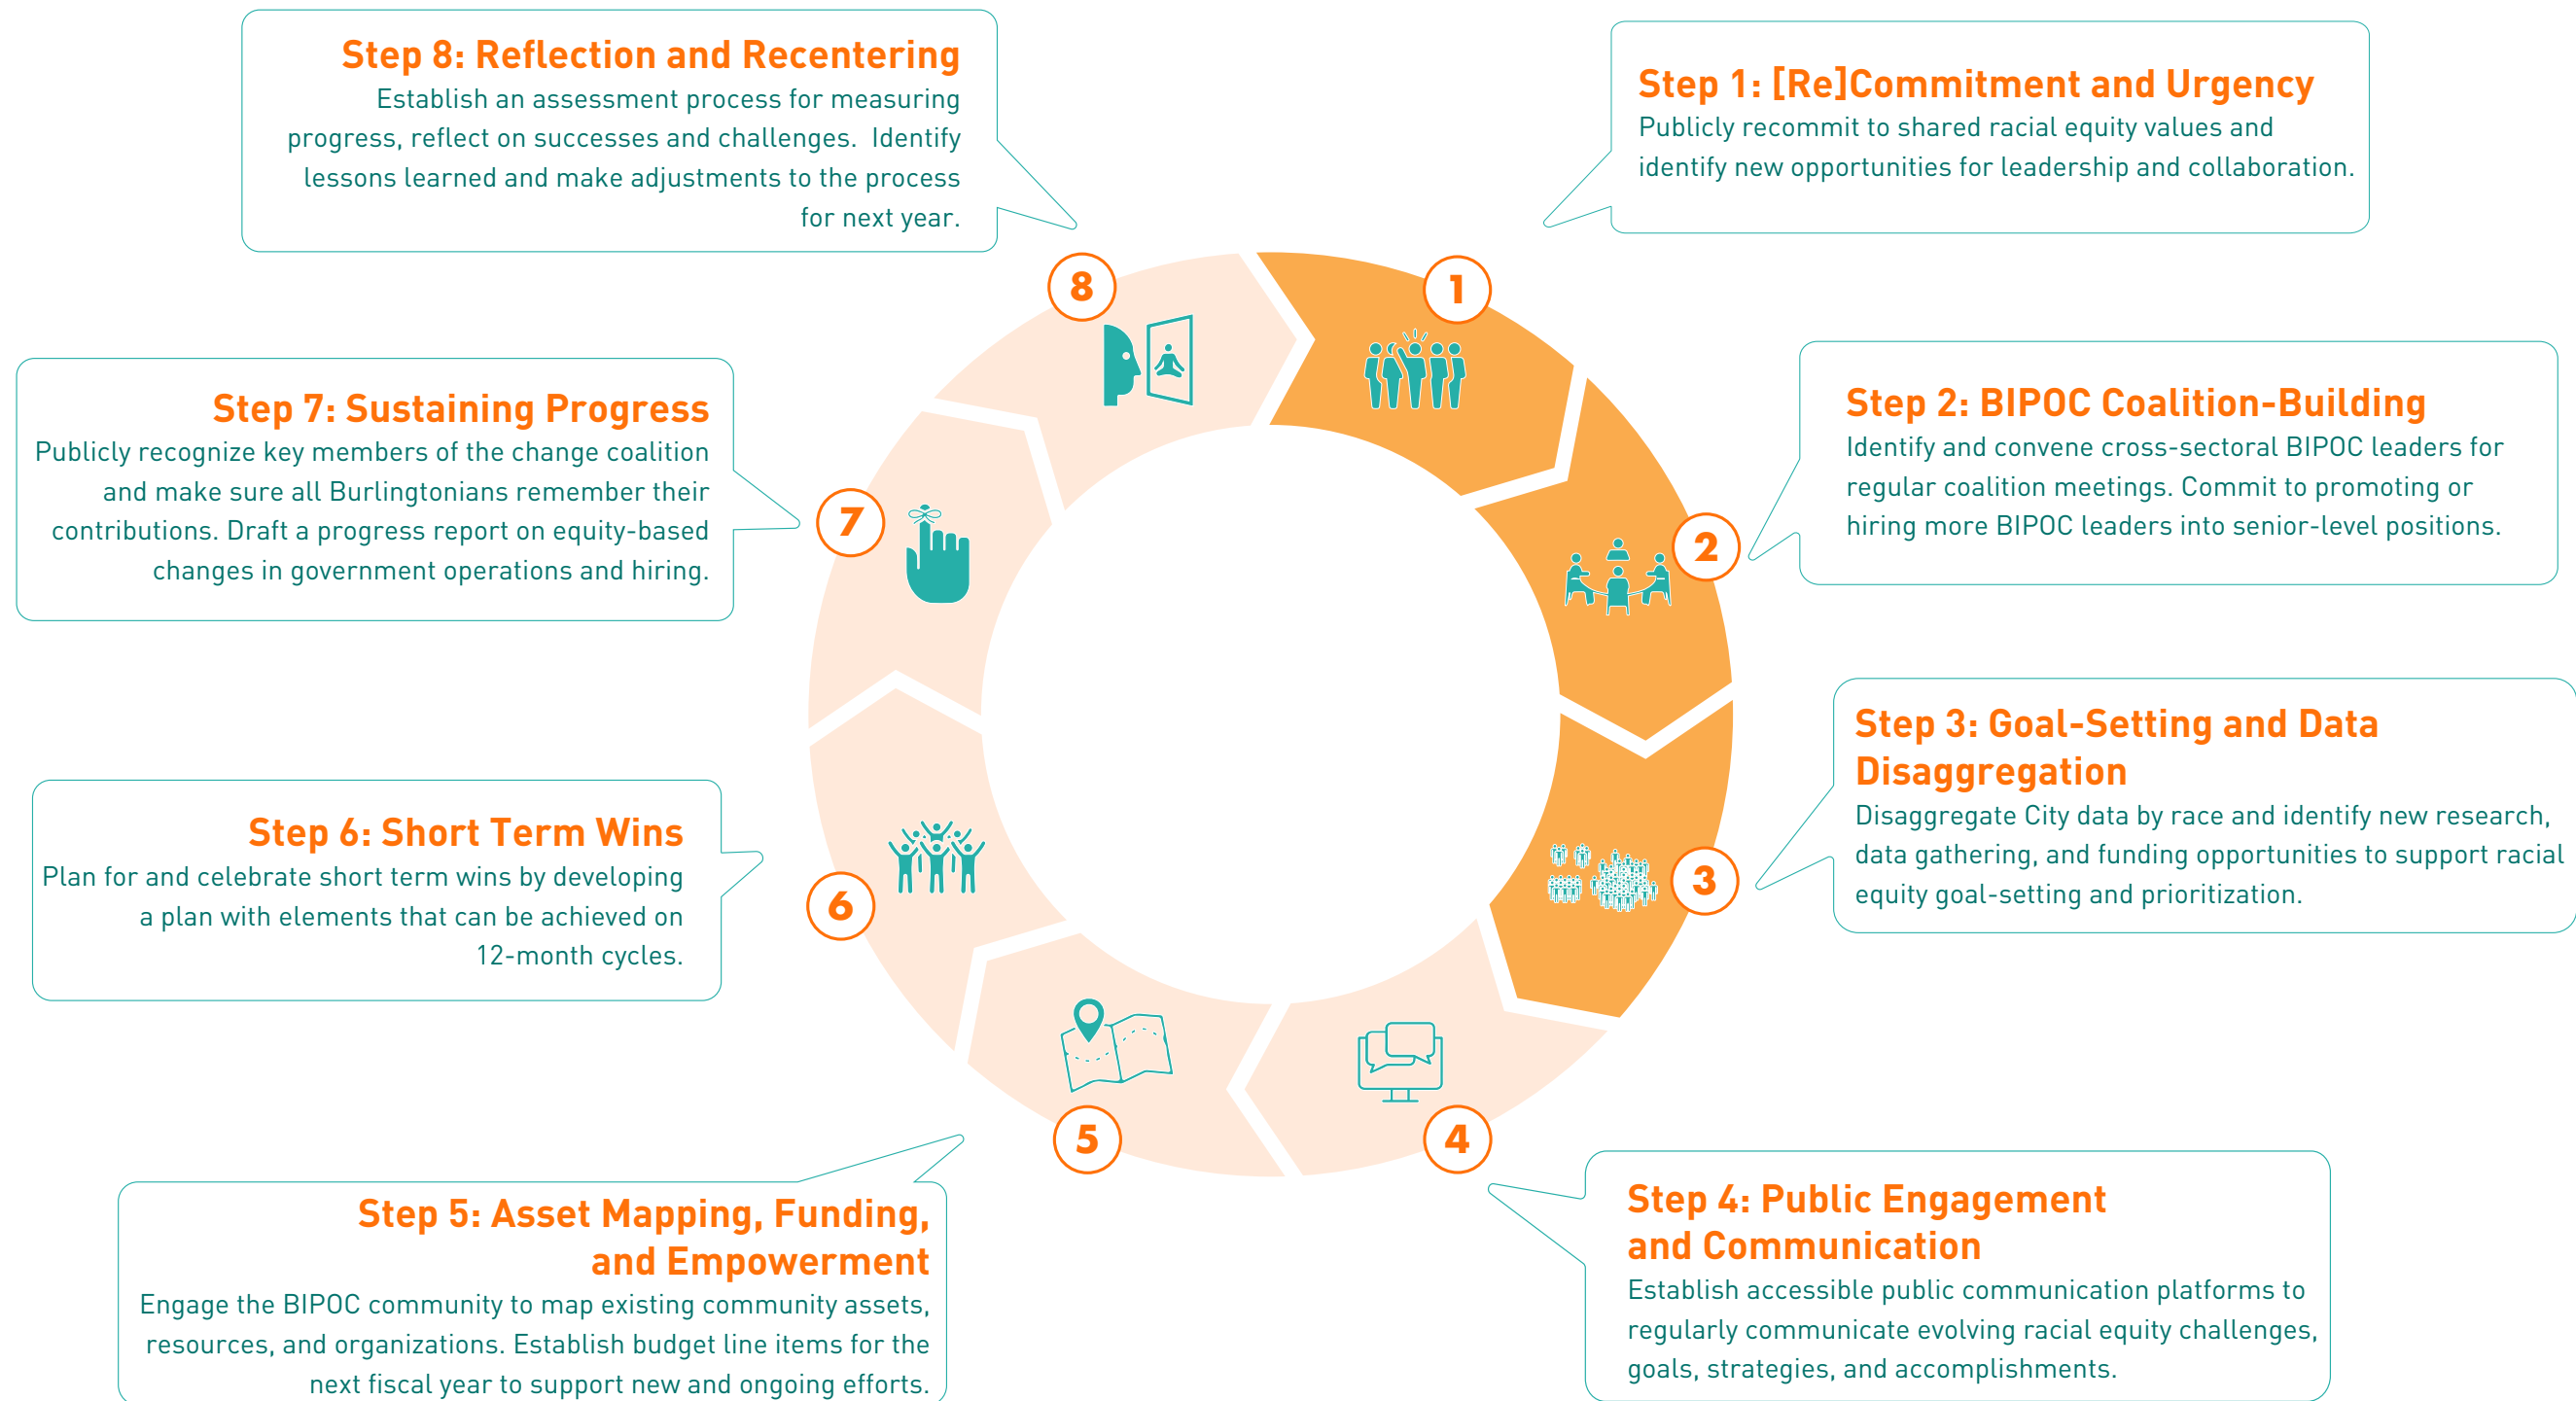 Step 1: [Re]Commitment and Urgency
Publicly recommit to shared racial equity values and
identify new opportunities for leadership and collaboration.
1
Step 2: BIPOC Coalition-Building
Identify and convene cross-sectoral BIPOC leaders for
regular coalition meetings. Commit to promoting or
hiring more BIPOC leaders into senior-level positions.
2
Step 3: Goal-Setting and Data
Disaggregation
Disaggregate City data by race and identify new research,
data gathering, and funding opportunities to support racial
equity goal-setting and prioritization.
3
Step 4: Public Engagement
and Communication
Establish accessible public communication platforms to
regularly communicate evolving racial equity challenges,
goals, strategies, and accomplishments.
4
Step 5: Asset Mapping, Funding,
and Empowerment
Engage the BIPOC community to map existing community assets,
resources, and organizations. Establish budget line items for the
next fiscal year to support new and ongoing efforts.
5
Step 6: Short Term Wins
Plan for and celebrate short term wins by developing
a plan with elements that can be achieved on
12-month cycles.
6
Step 7: Sustaining Progress
Publicly recognize key members of the change coalition
and make sure all Burlingtonians remember their
contributions. Draft a progress report on equity-based
changes in government operations and hiring.
7
Step 8: Reflection and Recentering
Establish an assessment process for measuring
progress, reflect on successes and challenges.  Identify
lessons learned and make adjustments to the process
for next year.
8